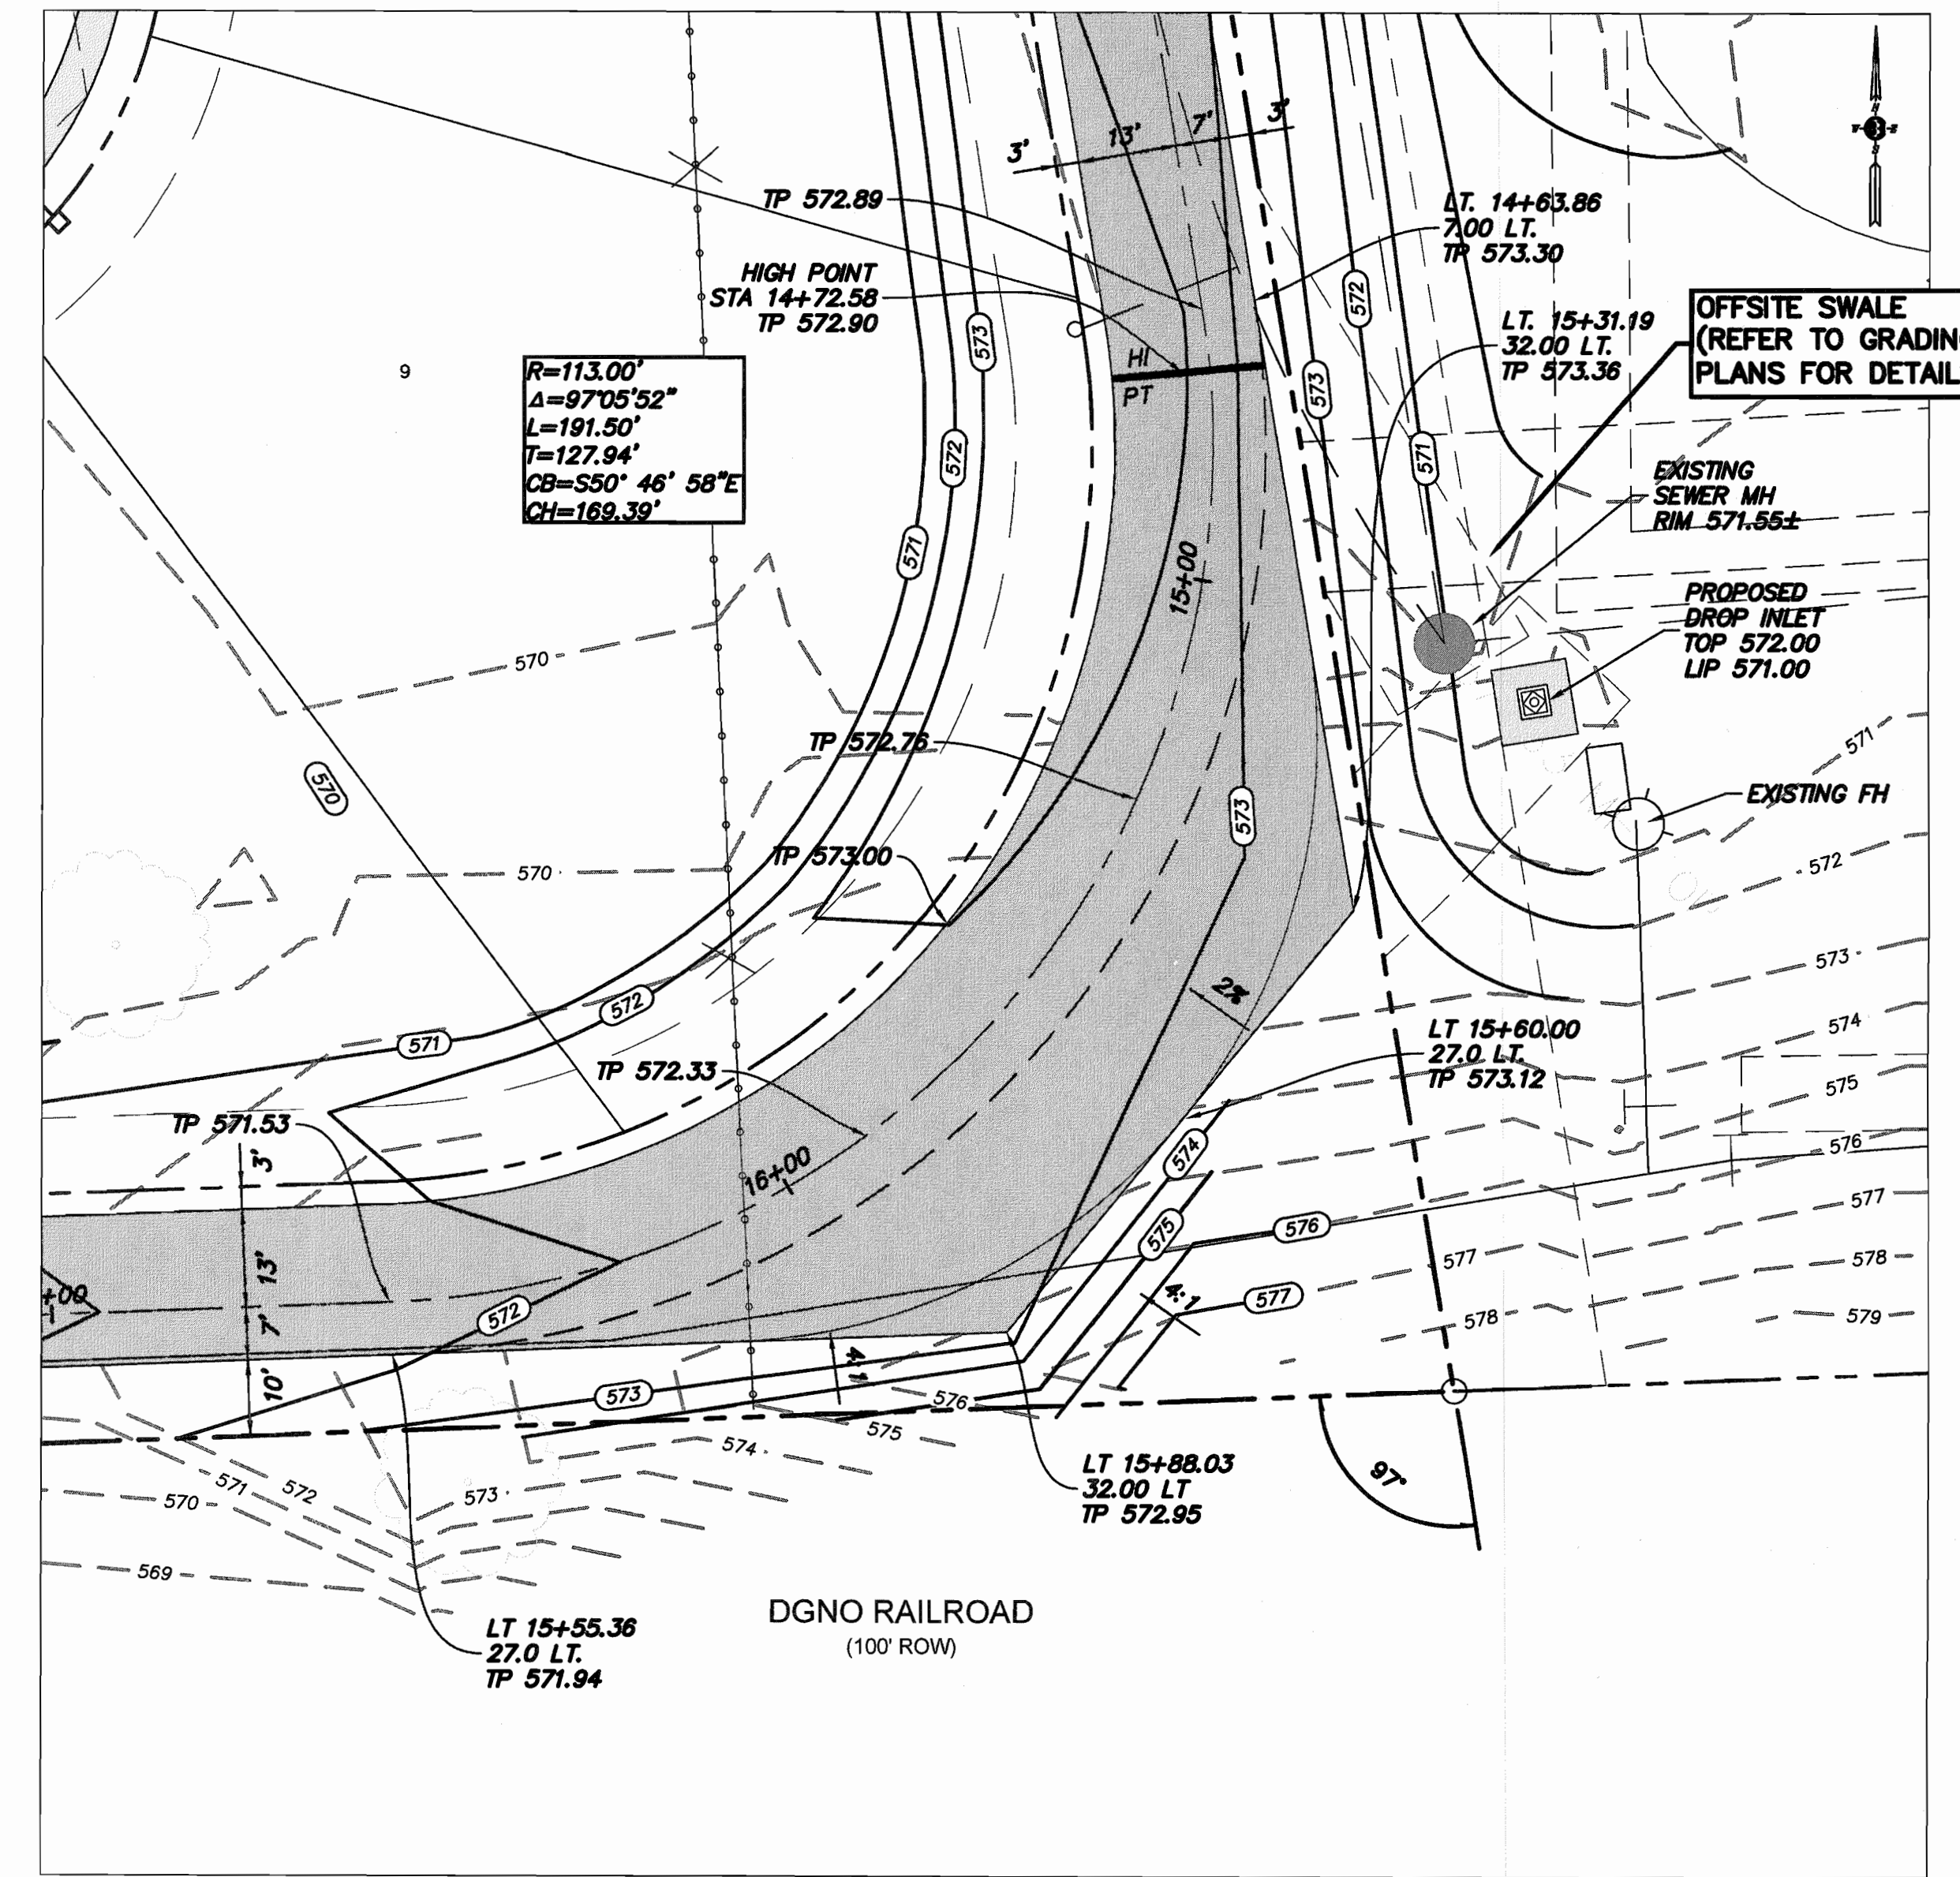 3'
13'
7'
3'
TP 572.89
LT. 14+63.86
7.00 LT.
TP 573.30
HIGH POINT
STA 14+72.58
TP 572.90
572
573
LT. 15+31.19
32.00 LT.
TP 573.36
OFFSITE SWALE
(REFER TO GRADIN
PLANS FOR DETAIL
HI
PT
573
9
R=113.00'
Δ=97°05'52"
L=191.50'
T=127.94'
CB=S50° 46' 58"E
CH=169.39'
572
571
EXISTING
SEWER MH
RIM 571.55±
571
15+00
PROPOSED
DROP INLET
TOP 572.00
LIP 571.00
570
TP 572.76
571
570
573
EXISTING FH
TP 573.00
572
570
573
2%
572
571
LT 15+60.00
27.0 LT.
TP 573.12
574
TP 572.33
575
TP 571.53
3'
574
576
16+00
577
575
576
577
578
13'
+00
7'
572
4:1
577
578
579
10'
4:1
573
576
575
574
LT 15+88.03
32.00 LT
TP 572.95
97°
571
572
573
570
569
DGNO RAILROAD
(100' ROW)
LT 15+55.36
27.0 LT.
TP 571.94